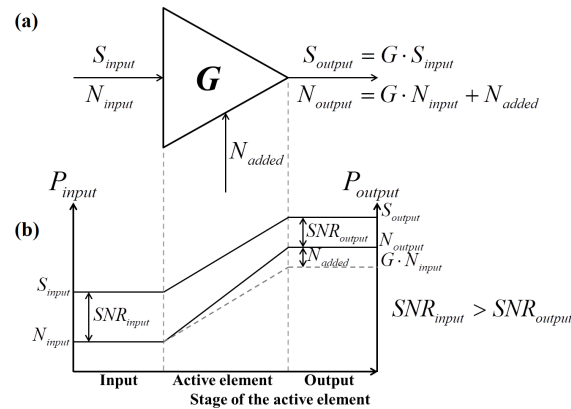 (a)
S_input
N_input
G
S_output = G · S_input
N_output = G · N_input + N_added
N_added
P_input
P_output
(b)
S_output
SNR_output
N_output
N_added
G · N_input
S_input
SNR_input
SNR_input > SNR_output
N_input
Input Active element Output
Stage of the active element